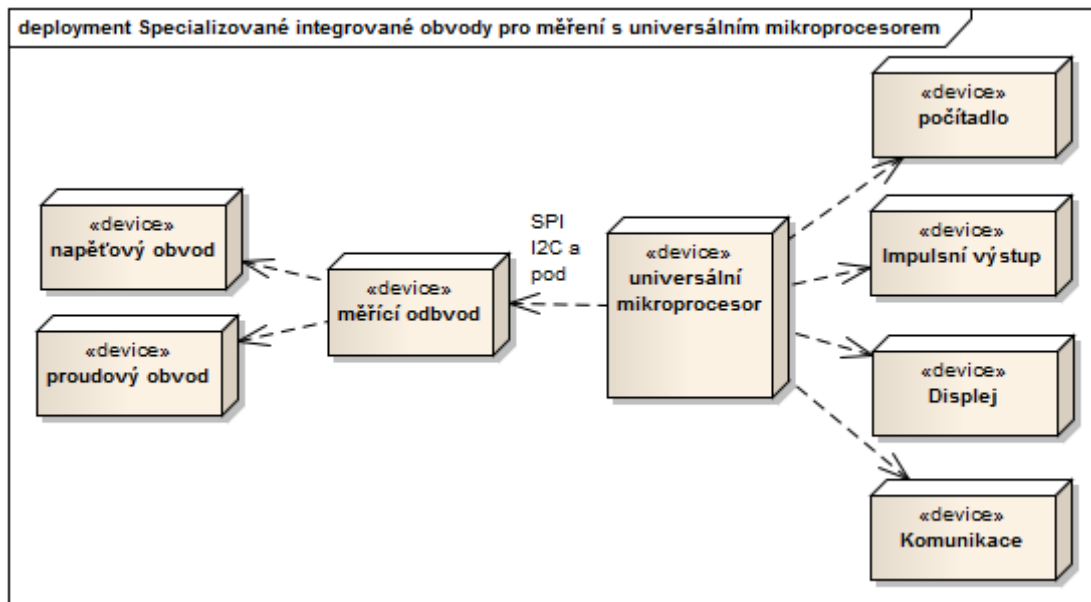 deployment Specializované integrované obvody pro měření s universálním mikroprocesorem
«device»
napěťový obvod
«device»
proudový obvod
«device»
měřící odbvod
SPI
I2C a
pod
«device»
universální
mikroprocesor
«device»
počítadlo
«device»
Impulsní výstup
«device»
Displej
«device»
Komunikace